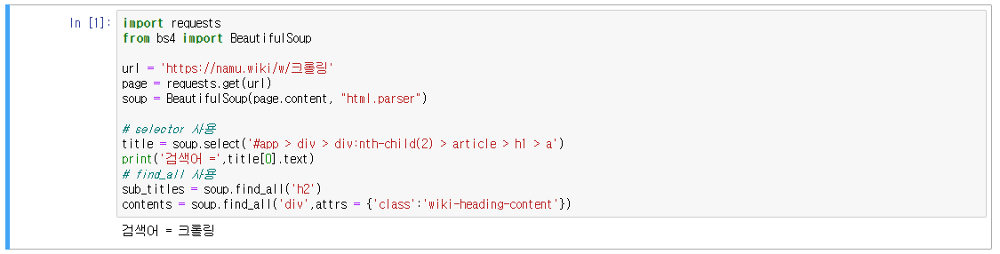 In [1]:
import requests
from bs4 import BeautifulSoup
url = 'https://namu.wiki/w/크롤링'
page = requests.get(url)
soup = BeautifulSoup(page.content, "html.parser")
# selector 사용
title = soup.select('#app > div > div:nth-child(2) > article > h1 > a')
print('검색어 =',title[0].text)
# find_all 사용
sub_titles = soup.find_all('h2')
contents = soup.find_all('div',attrs = {'class':'wiki-heading-content'})
검색어 = 크롤링